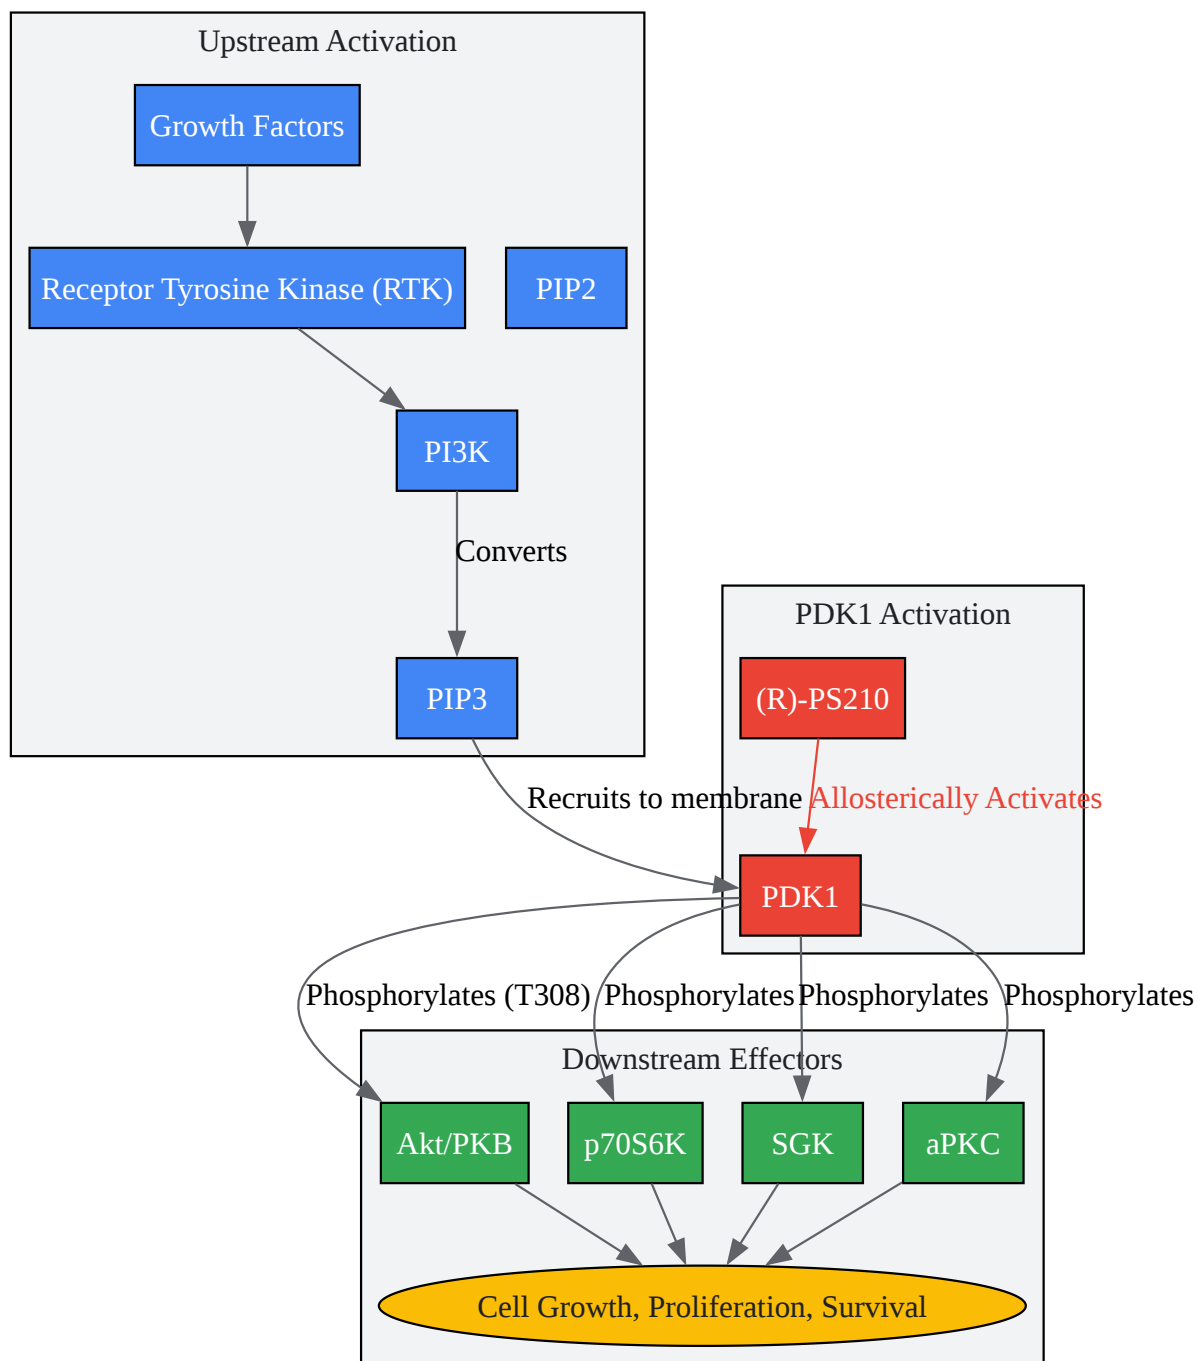 Upstream Activation
Growth Factors
Receptor Tyrosine Kinase (RTK)
PIP2
PI3K
Converts
PIP3
PDK1 Activation
(R)-PS210
Recruits to membrane
Allosterically Activates
PDK1
Phosphorylates (T308)
Phosphorylates
Phosphorylates
Phosphorylates
Downstream Effectors
Akt/PKB
p70S6K
SGK
aPKC
Cell Growth, Proliferation, Survival